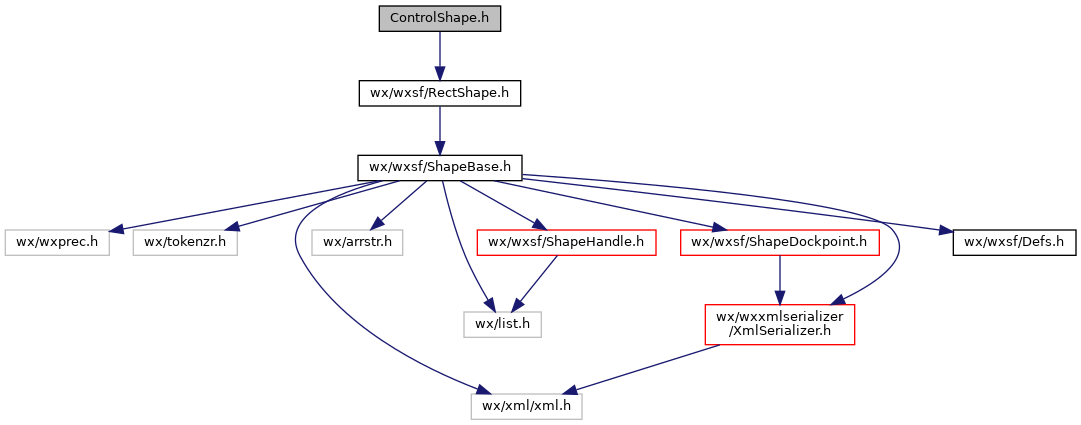 ControlShape.h
wx/wxsf/RectShape.h
wx/wxsf/ShapeBase.h
wx/wxprec.h
wx/tokenzr.h
wx/arrstr.h
wx/wxsf/ShapeHandle.h
wx/wxsf/ShapeDockpoint.h
wx/wxsf/Defs.h
wx/list.h
wx/wxxmlserializer
/XmlSerializer.h
wx/xml/xml.h